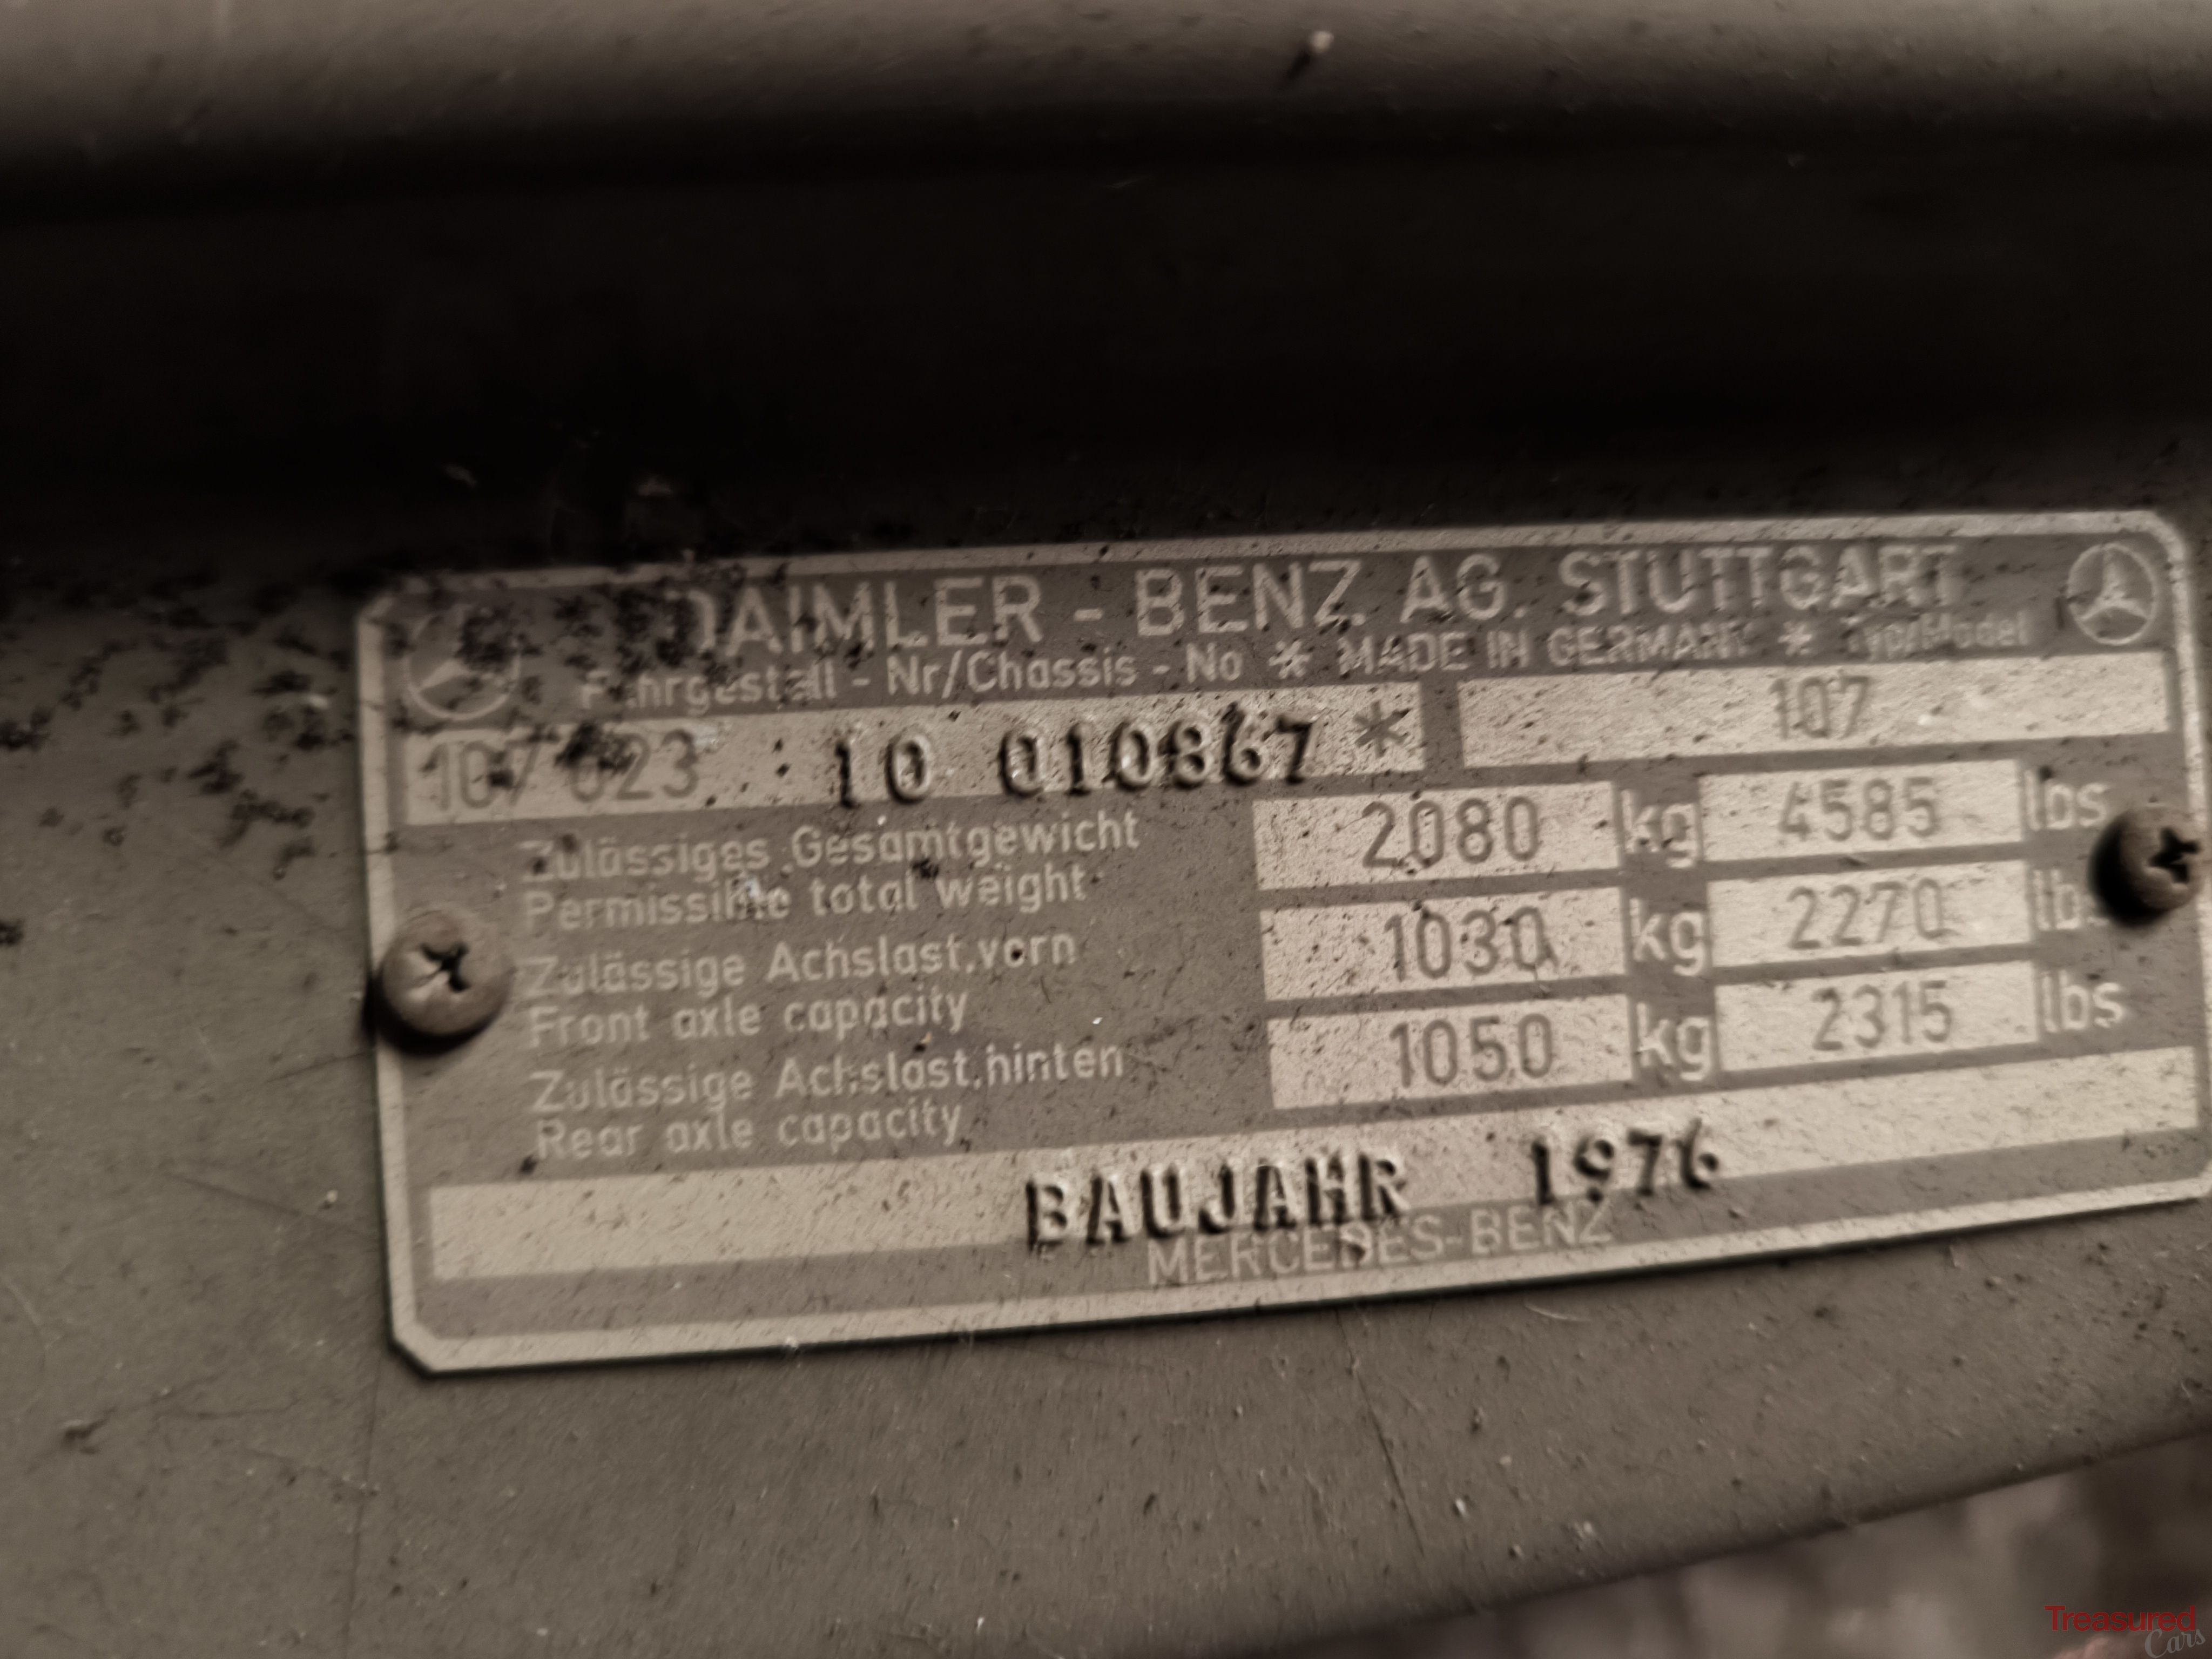 DAIMLER - BENZ AG. STUTTGART
Fahrgestell - Nr/Chassis - No * MADE IN GERMANY * Typ/Model
107 023 10 010867 * 107
Zulässiges Gesamtgewicht
Permissible total weight
2080 kg 4585 lbs
Zulässige Achslast,vorn
Front axle capacity
1030 kg 2270 lbs
Zulässige Achslast,hinten
Rear axle capacity
1050 kg 2315 lbs
BAUJAHR 1976
MERCEDES-BENZ
Treasured
Cars